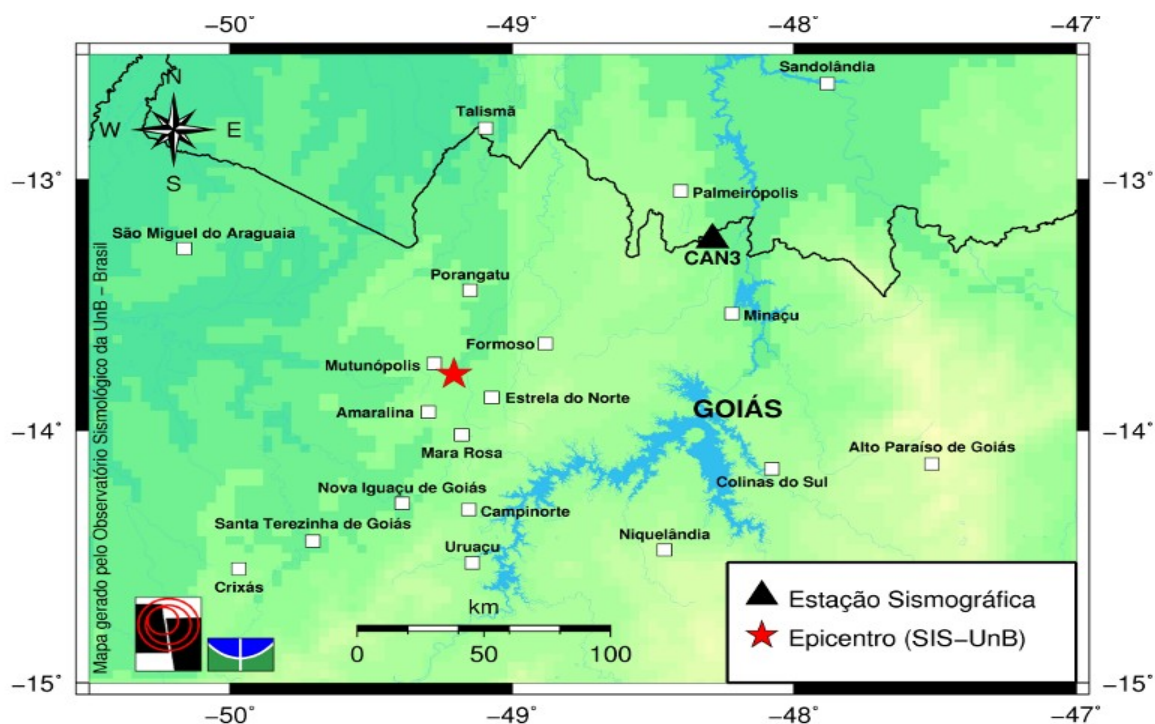 −50˚ −49˚ −48˚ −47˚
Sandolândia
N
Talismã
W E
S
−13˚ −13˚
Palmeirópolis
São Miguel do Araguaia
CAN3
Porangatu
Minaçu
Formoso
Mutunópolis
Estrela do Norte
Amaralina
GOIÁS
−14˚ −14˚
Mara Rosa
Alto Paraíso de Goiás
Colinas do Sul
Nova Iguaçu de Goiás
Campinorte
Santa Terezinha de Goiás
Niquelândia
Uruaçu
Crixás
km
0 50 100
Estação Sismográfica
Epicentro (SIS−UnB)
Mapa gerado pelo Observatório Sismológico da UnB − Brasil
−15˚ −15˚
−50˚ −49˚ −48˚ −47˚